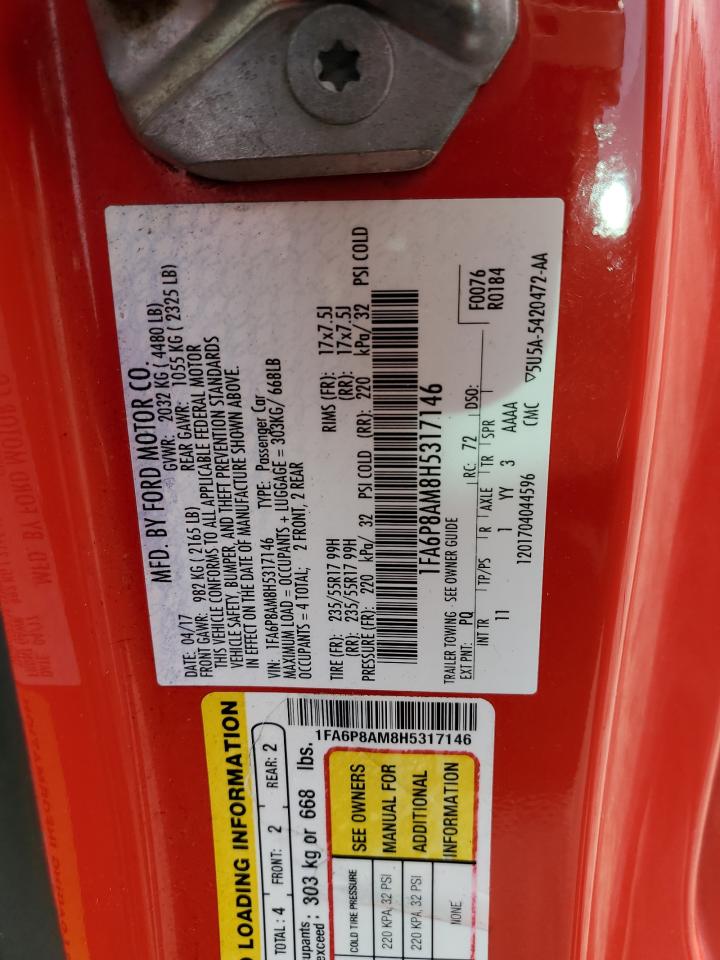 MFD. BY FORD MOTOR CO.
DATE: 04/17 GVWR: 2032 KG ( 4480 LB)
FRONT GAWR: 982 KG ( 2165 LB) REAR GAWR: 1055 KG ( 2325 LB)
THIS VEHICLE CONFORMS TO ALL APPLICABLE FEDERAL MOTOR
VEHICLE SAFETY, BUMPER, AND THEFT PREVENTION STANDARDS
IN EFFECT ON THE DATE OF MANUFACTURE SHOWN ABOVE.
VIN: 1FA6P8AM8H5317146 TYPE: Passenger Car
MAXIMUM LOAD = OCCUPANTS + LUGGAGE = 303KG/ 668LB
OCCUPANTS = 4 TOTAL; 2 FRONT, 2 REAR
TIRE (FR): 235/55R17 99H RIMS (FR): 17x7.5J
(RR): 235/55R17 99H (RR): 17x7.5J
PRESSURE (FR): 220 kPa/ 32 PSI COLD (RR): 220 kPa/ 32 PSI COLD
1FA6P8AM8H5317146
TRAILER TOWING - SEE OWNER GUIDE F0076
EXT PNT: PQ RC: 72 DSO: R0184
INT TR TP/PS R AXLE TR SPR
11 1 YY 3 AAAA
1201704044596 CMC ▽5U5A-5420472-AA
LOADING INFORMATION
TOTAL: 4 FRONT: 2 REAR: 2
exceed: 303 kg or 668 lbs.
1FA6P8AM8H5317146
COLD TIRE PRESSURE
220 KPA, 32 PSI
220 KPA, 32 PSI
NONE
SEE OWNERS
MANUAL FOR
ADDITIONAL
INFORMATION